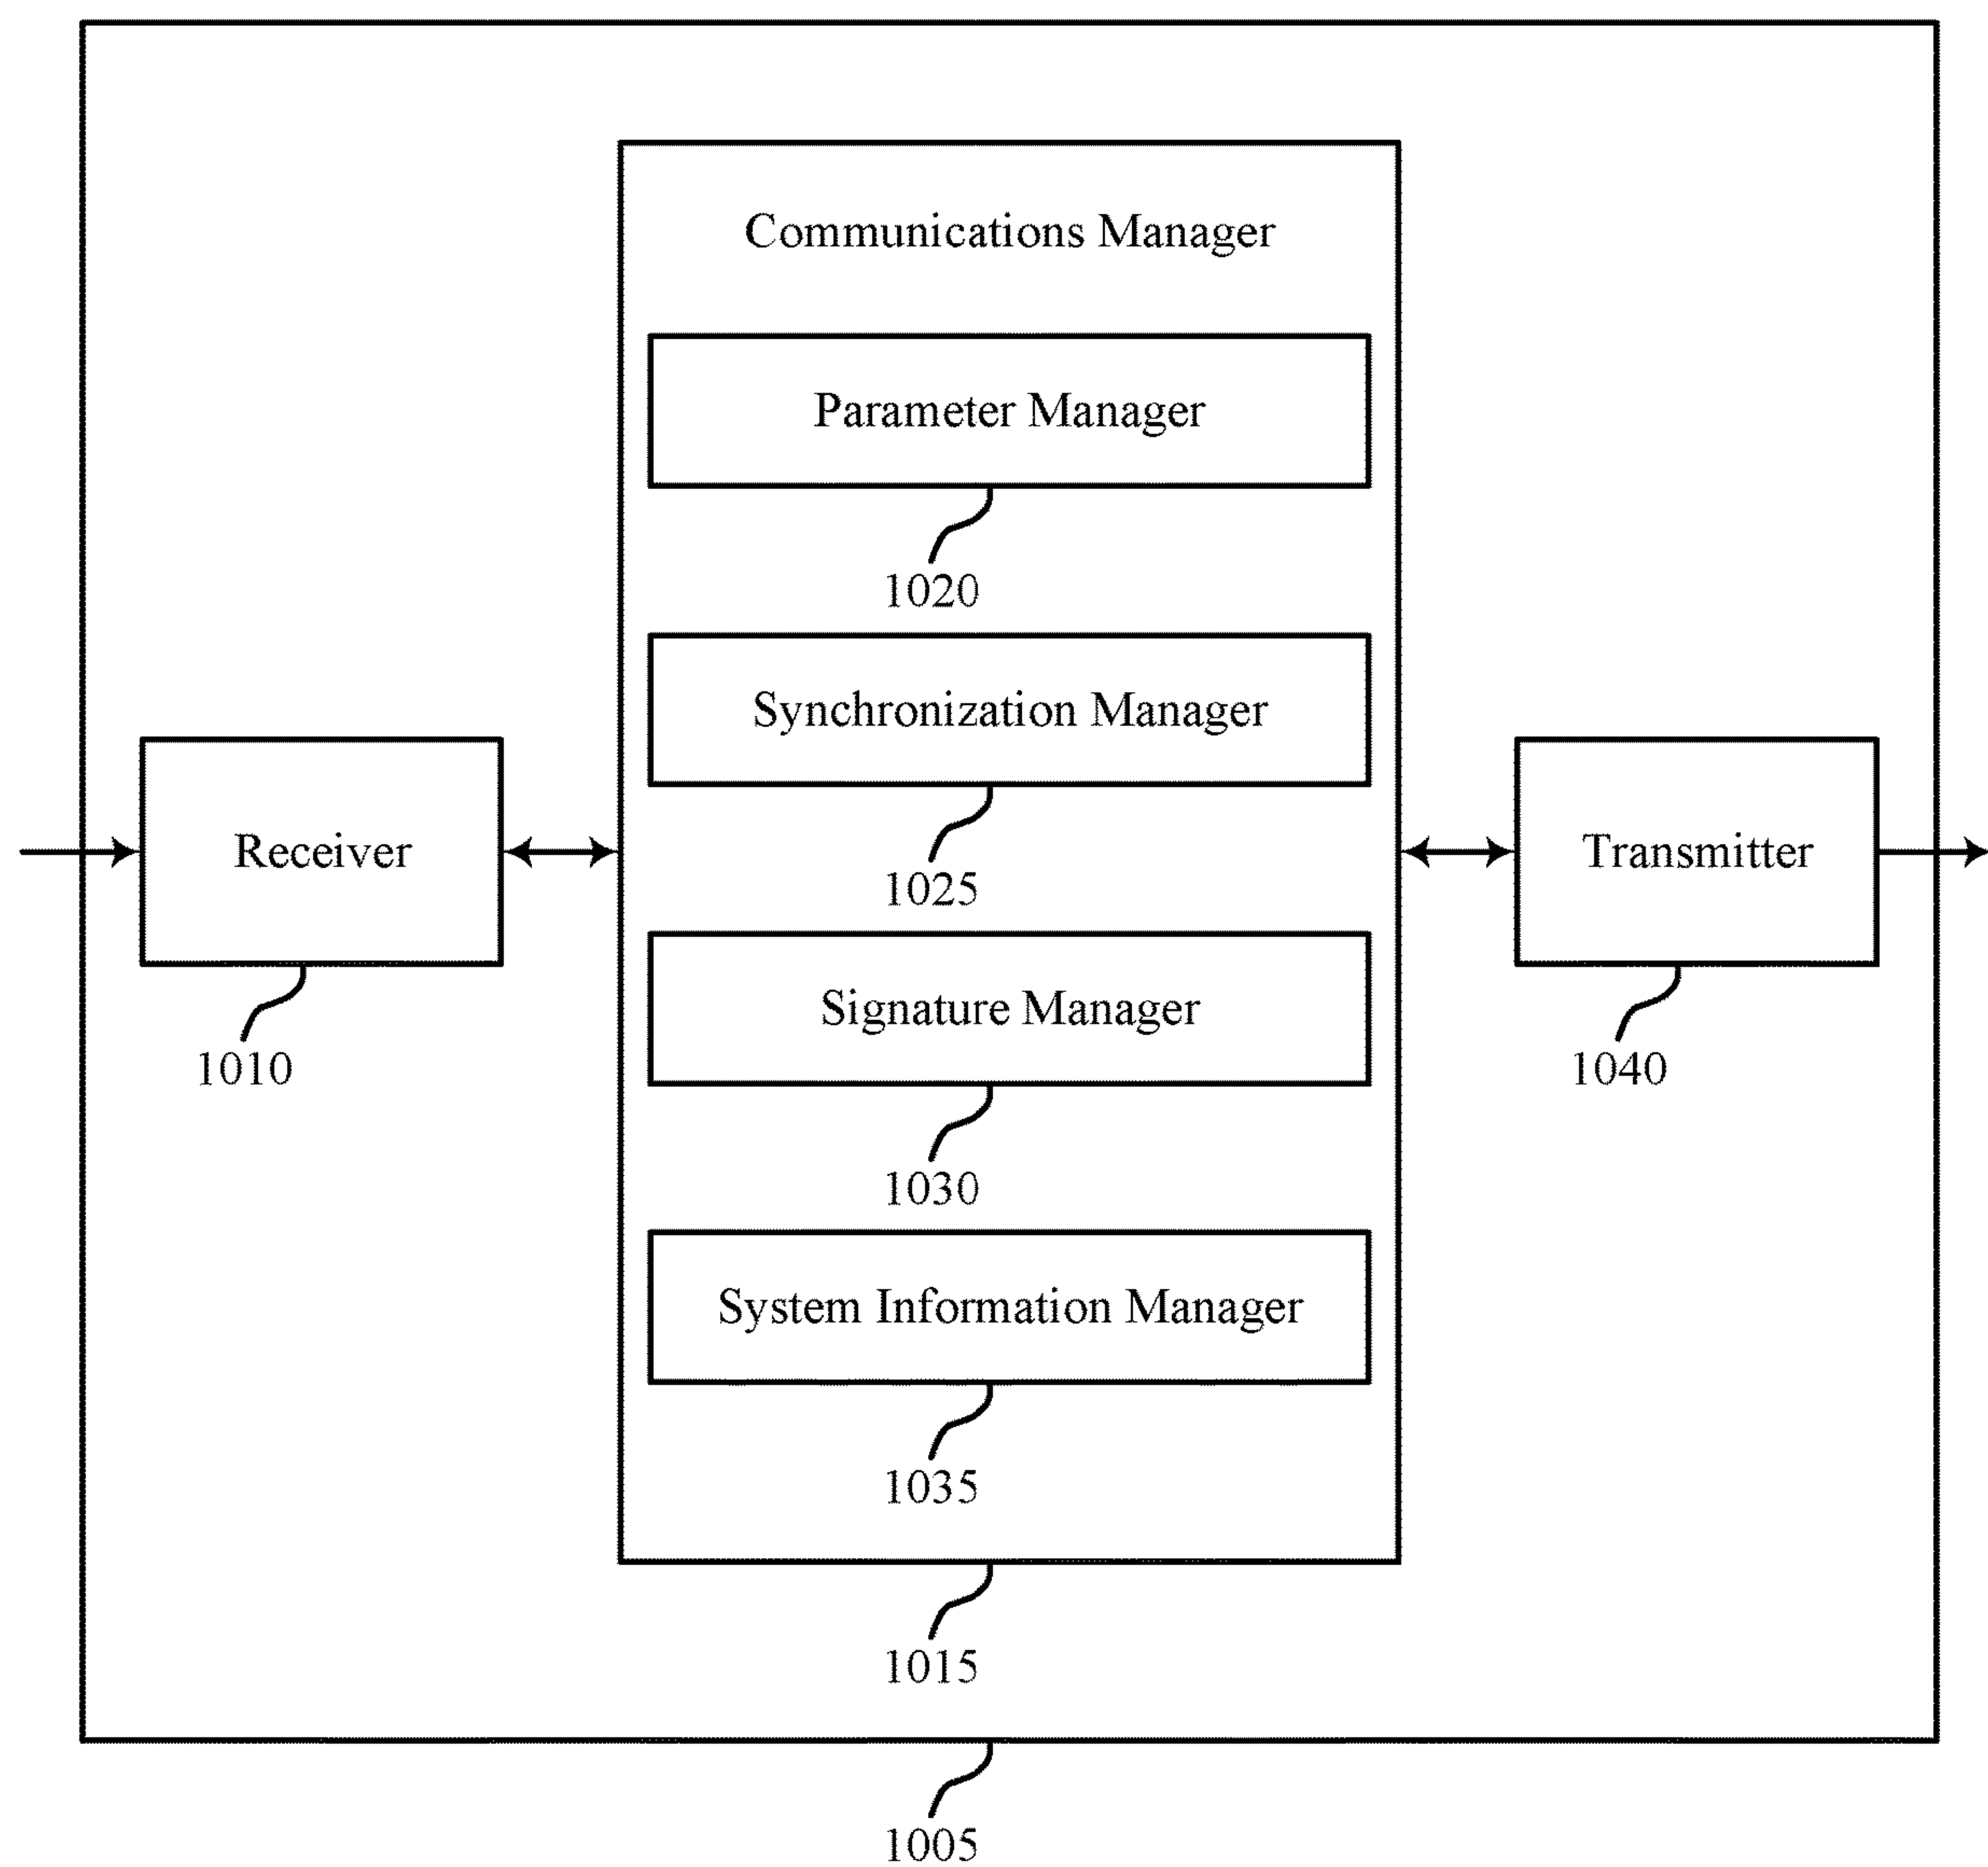 Communications Manager
Parameter Manager
1020
Synchronization Manager
1025
Receiver
1010
Transmitter
1040
Signature Manager
1030
System Information Manager
1035
1015
1005